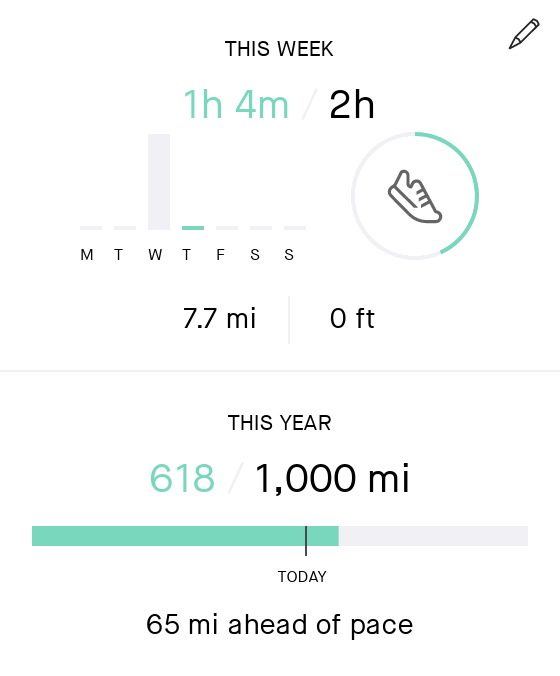 THIS WEEK
1h 4m / 2h
M T W T F S S
7.7 mi 0 ft
THIS YEAR
618 / 1,000 mi
TODAY
65 mi ahead of pace